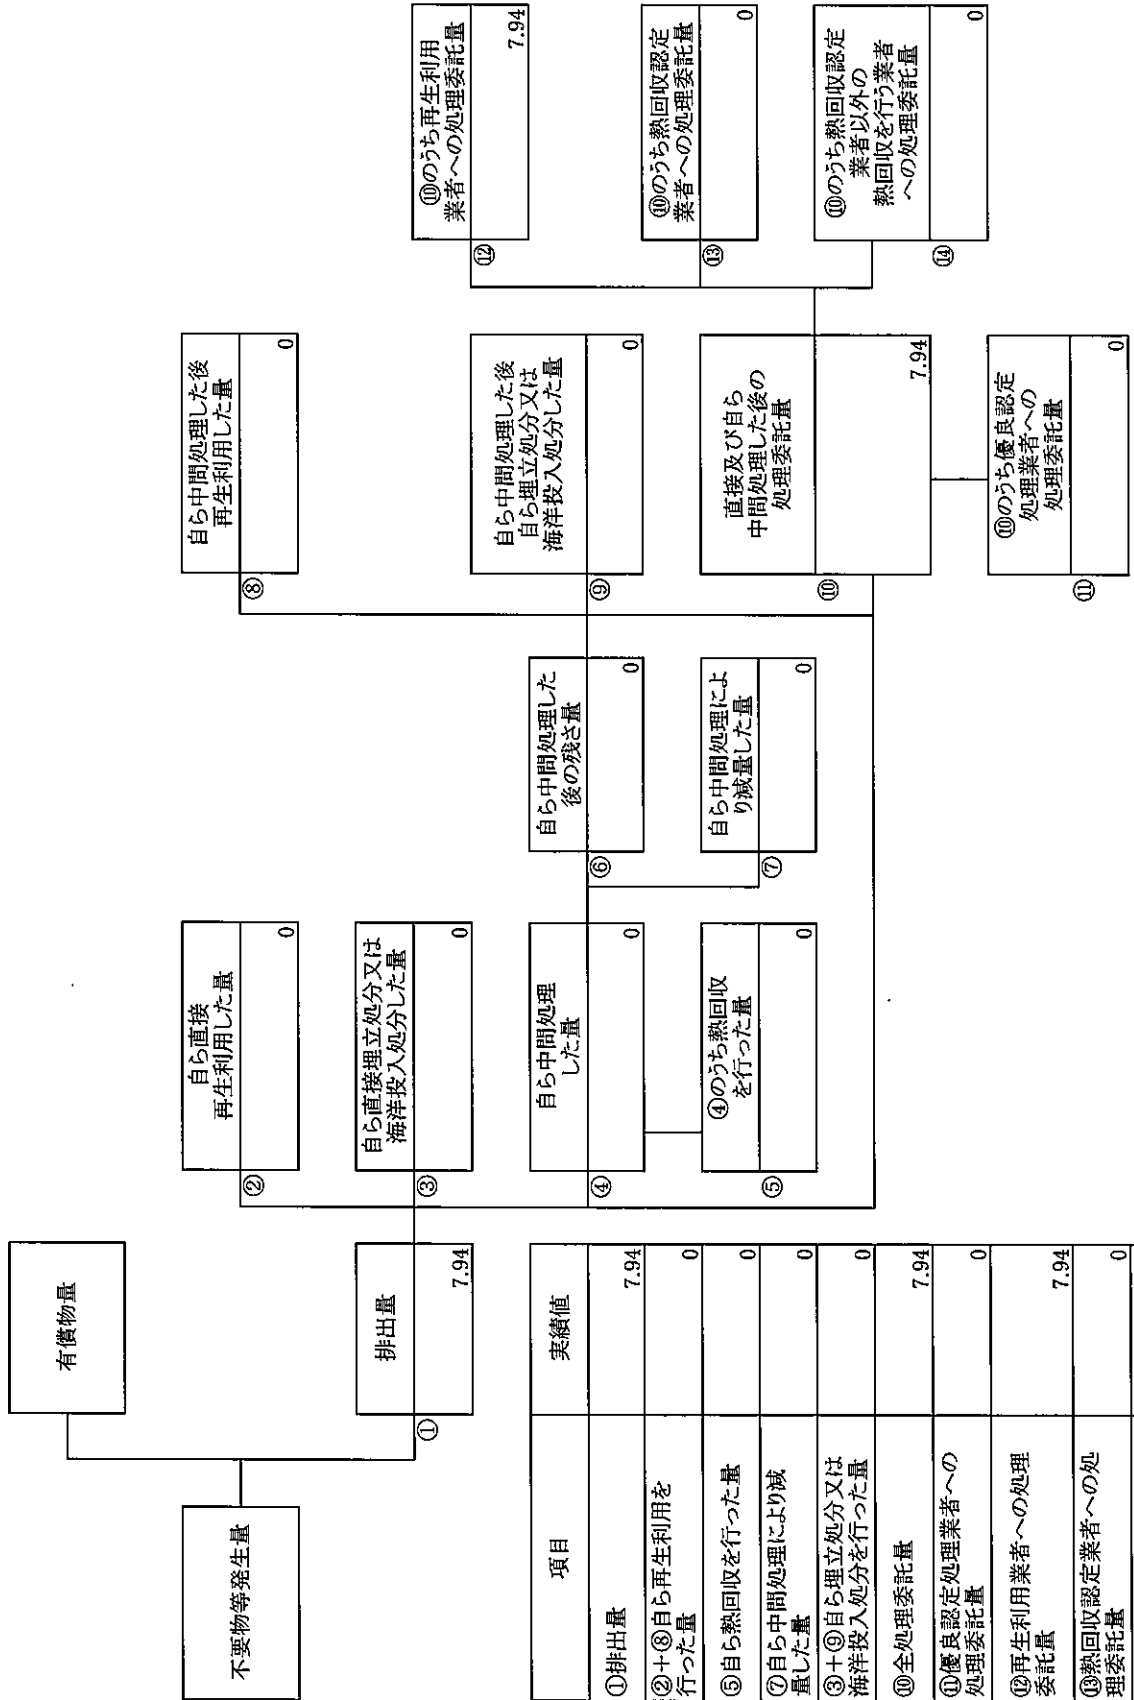 有償物量
不要物等発生量
①
排出量
7.94
②
自ら直接
再生利用した量
0
③
自ら直接埋立処分又は
海洋投入処分した量
0
④
自ら中間処理
した量
0
⑤
④のうち熱回収
を行った量
0
⑥
自ら中間処理した
後の残さ量
0
⑦
自ら中間処理によ
り減量した量
0
⑧
自ら中間処理した後
再生利用した量
0
⑨
自ら中間処理した後
自ら埋立処分又は
海洋投入処分した量
0
⑩
直接及び自ら
中間処理した後の
処理委託量
7.94
⑪
⑩のうち優良認定
処理業者への
処理委託量
0
⑫
⑩のうち再生利用
業者への処理委託量
7.94
⑬
⑩のうち熱回収認定
業者への処理委託量
0
⑭
⑩のうち熱回収認定
業者以外の
熱回収を行う業者
への処理委託量
0
項目 実績値
①排出量 7.94
②+⑧自ら再生利用を
行った量 0
⑤自ら熱回収を行った量 0
⑦自ら中間処理により減
量した量 0
③+⑨自ら埋立処分又は
海洋投入処分を行った量 0
⑩全処理委託量 7.94
⑪優良認定処理業者への
処理委託量 0
⑫再生利用業者への処理
委託量 7.94
⑬熱回収認定業者への処
理委託量 0